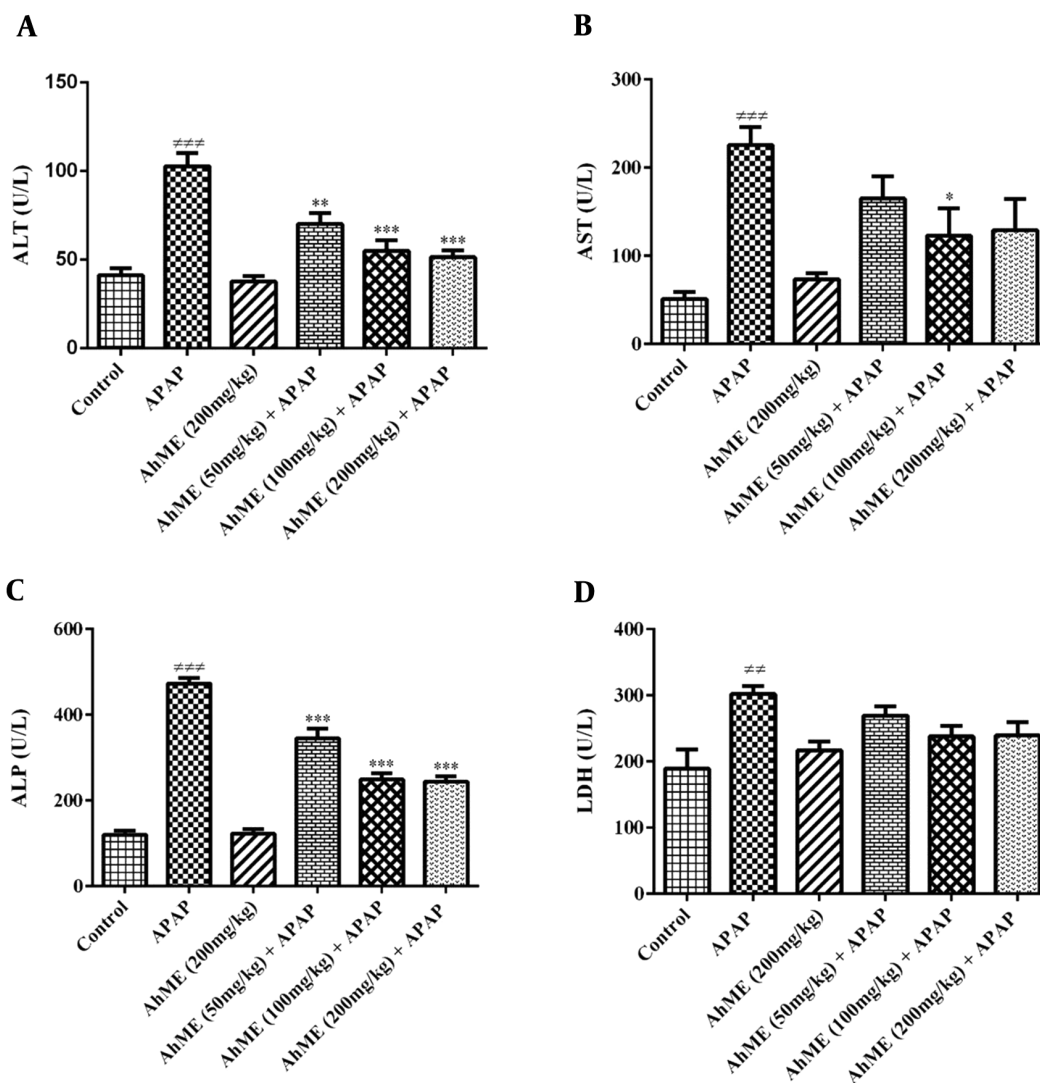 A
ALT (U/L)
150
100
50
0
≠≠≠
**
***
***
Control
APAP
AhME (200mg/kg)
AhME (50mg/kg) + APAP
AhME (100mg/kg) + APAP
AhME (200mg/kg) + APAP
B
AST (U/L)
300
200
100
0
≠≠≠
*
Control
APAP
AhME (200mg/kg)
AhME (50mg/kg) + APAP
AhME (100mg/kg) + APAP
AhME (200mg/kg) + APAP
C
ALP (U/L)
600
400
200
0
≠≠≠
***
***
***
Control
APAP
AhME (200mg/kg)
AhME (50mg/kg) + APAP
AhME (100mg/kg) + APAP
AhME (200mg/kg) + APAP
D
LDH (U/L)
400
300
200
100
0
≠≠
Control
APAP
AhME (200mg/kg)
AhME (50mg/kg) + APAP
AhME (100mg/kg) + APAP
AhME (200mg/kg) + APAP